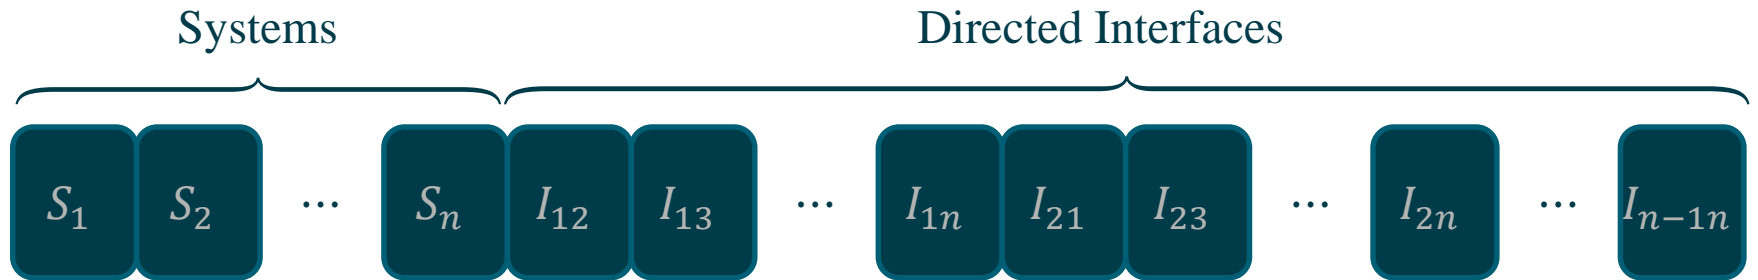 Systems Directed Interfaces
S₁ S₂ ... Sₙ I₁₂ I₁₃ ... I₁ₙ I₂₁ I₂₃ ... I₂ₙ ... Iₙ₋₁ₙ